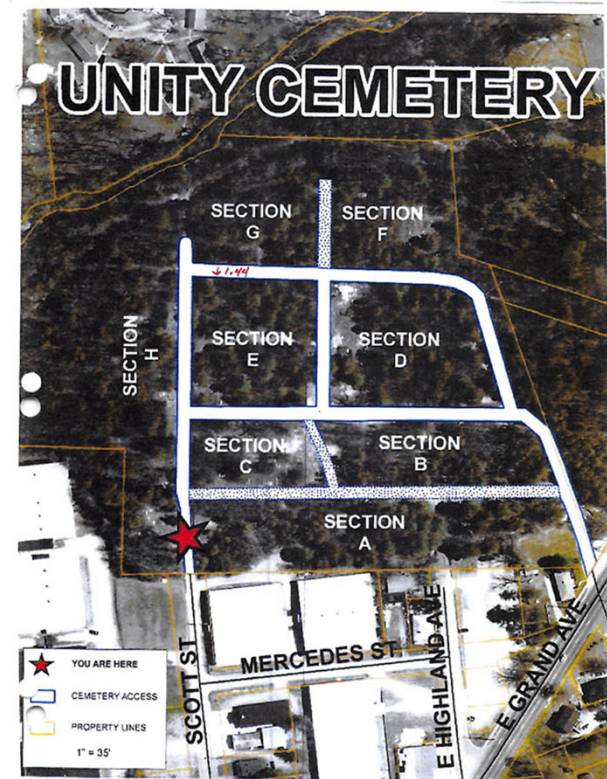 UNITY CEMETERY
SECTION
G
SECTION
F
↓ 1.44
SECTION
H
SECTION
E
SECTION
D
SECTION
C
SECTION
B
SECTION
A
SCOTT ST
MERCEDES ST
E HIGHLAND AVE
E GRAND AVE
YOU ARE HERE
CEMETERY ACCESS
PROPERTY LINES
1" = 35'